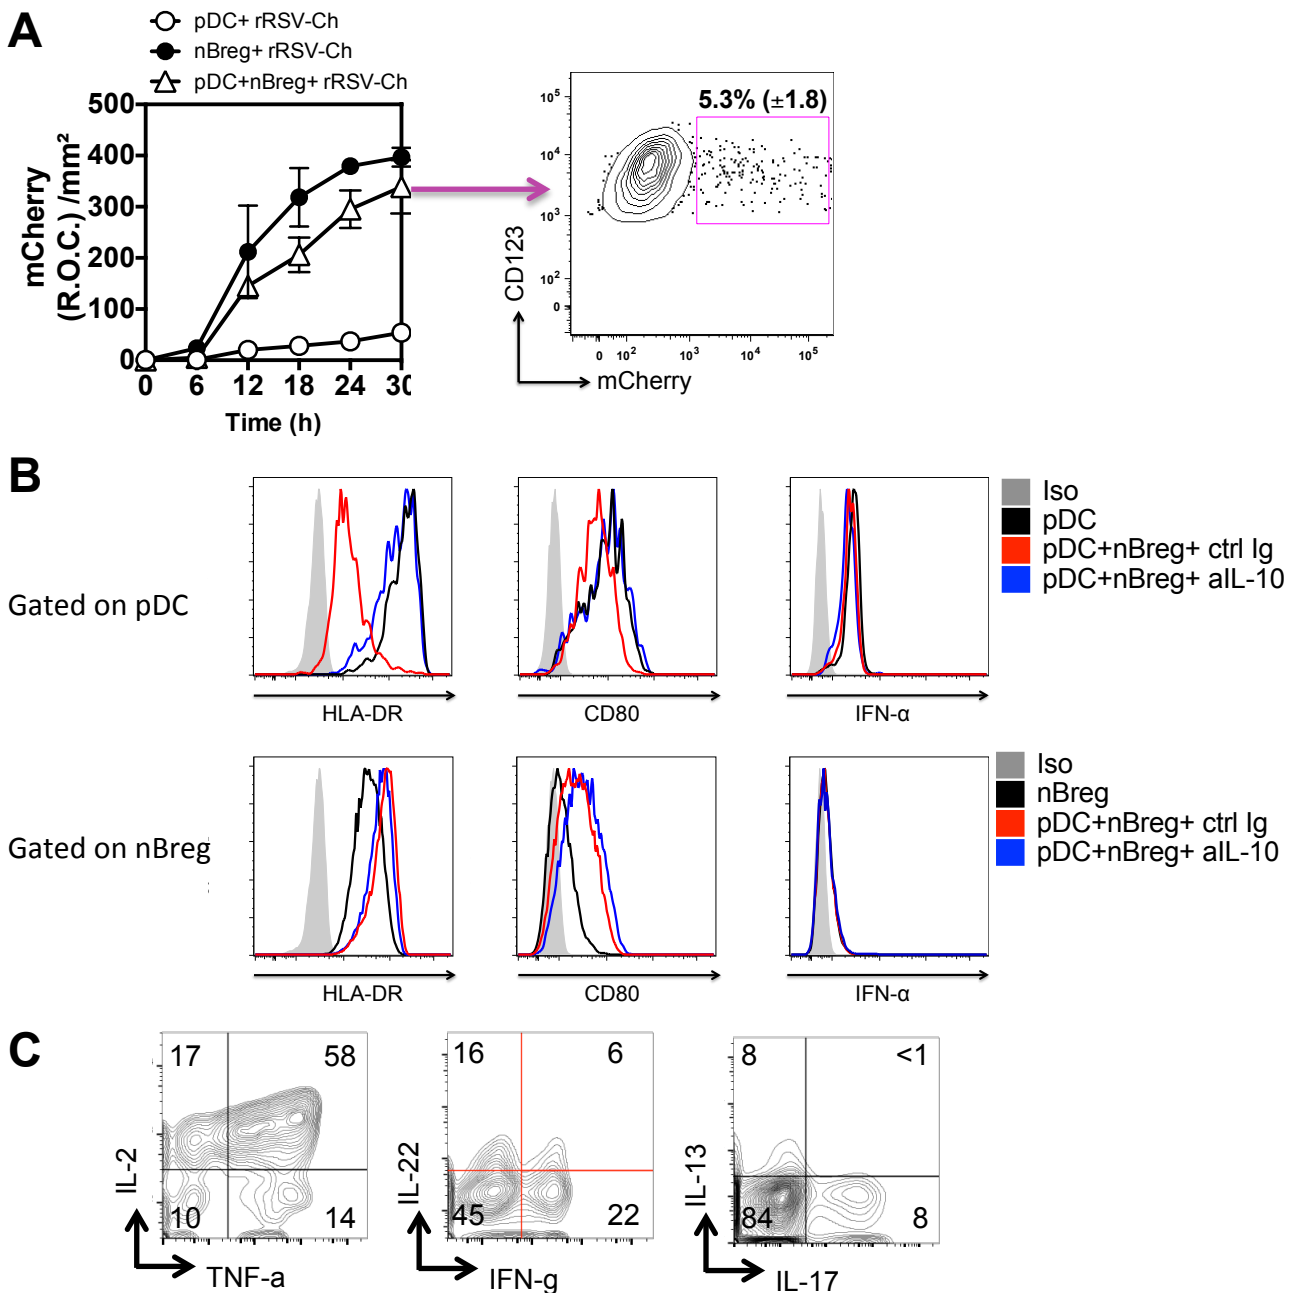 A
pDC+ rRSV-Ch
nBreg+ rRSV-Ch
pDC+nBreg+ rRSV-Ch
mCherry
(R.O.C.) /mm²
500
400
300
200
100
0
0 6 12 18 24 30
Time (h)
5.3% (±1.8)
CD123
10⁵
10⁴
10³
10²
0
0 10² 10³ 10⁴ 10⁵
mCherry
B
Gated on pDC
HLA-DR
CD80
IFN-α
Iso
pDC
pDC+nBreg+ ctrl Ig
pDC+nBreg+ aIL-10
Gated on nBreg
HLA-DR
CD80
IFN-α
Iso
nBreg
pDC+nBreg+ ctrl Ig
pDC+nBreg+ aIL-10
C
17 58
10 14
IL-2
TNF-a
16 6
45 22
IL-22
IFN-g
8 <1
84 8
IL-13
IL-17